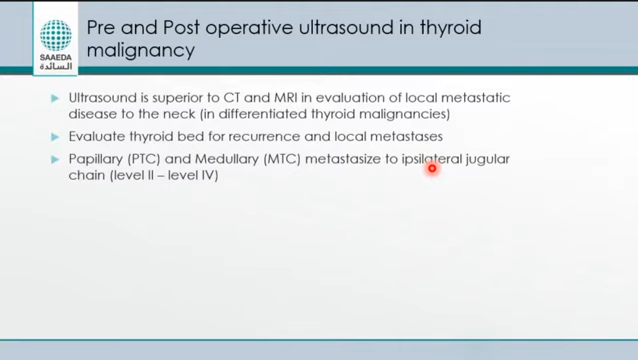 SAAEDA
السائدة
Pre and Post operative ultrasound in thyroid
malignancy
Ultrasound is superior to CT and MRI in evaluation of local metastatic
disease to the neck (in differentiated thyroid malignancies)
Evaluate thyroid bed for recurrence and local metastases
Papillary (PTC) and Medullary (MTC) metastasize to ipsilateral jugular
chain (level II – level IV)